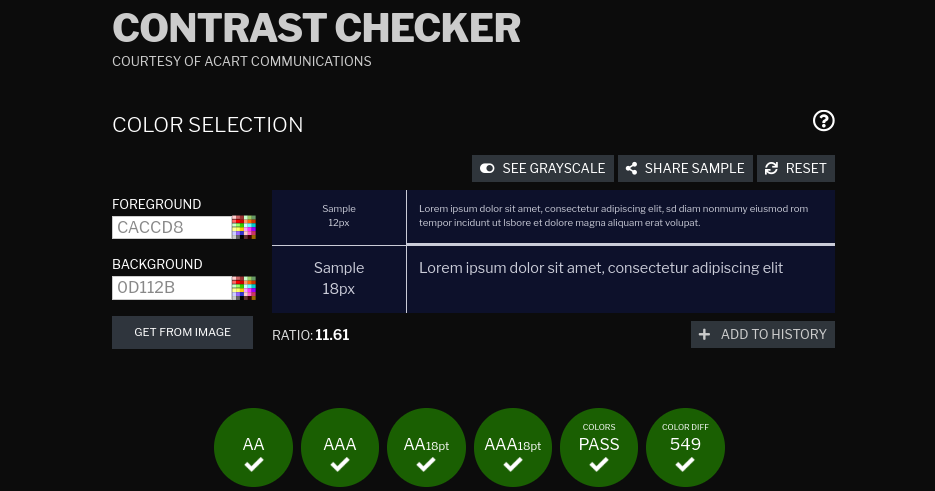 CONTRAST CHECKER
COURTESY OF ACART COMMUNICATIONS
COLOR SELECTION
SEE GRAYSCALE
SHARE SAMPLE
RESET
FOREGROUND
CACCD8
BACKGROUND
0D112B
GET FROM IMAGE
Sample
12px
Lorem ipsum dolor sit amet, consectetur adipiscing elit, sd diam nonmumy eiusmod rom
tempor incidunt ut lsbore et dolore magna aliquam erat volupat.
Sample
18px
Lorem ipsum dolor sit amet, consectetur adipiscing elit
RATIO: 11.61
ADD TO HISTORY
AA
AAA
AA18pt
AAA18pt
COLORS
PASS
COLOR DIFF
549